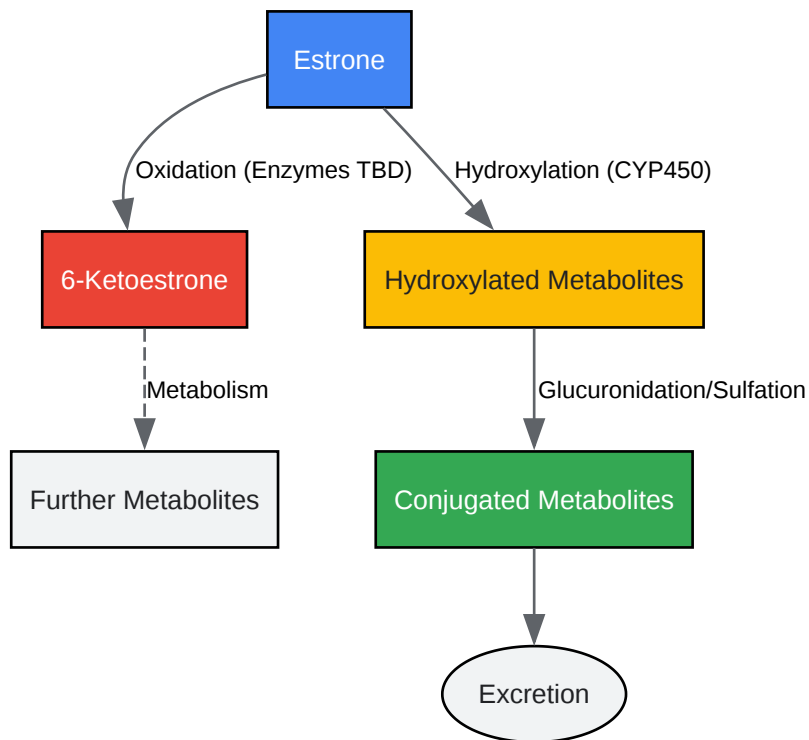 Estrone
Oxidation (Enzymes TBD)
Hydroxylation (CYP450)
6-Ketoestrone
Hydroxylated Metabolites
Metabolism
Glucuronidation/Sulfation
Further Metabolites
Conjugated Metabolites
Excretion